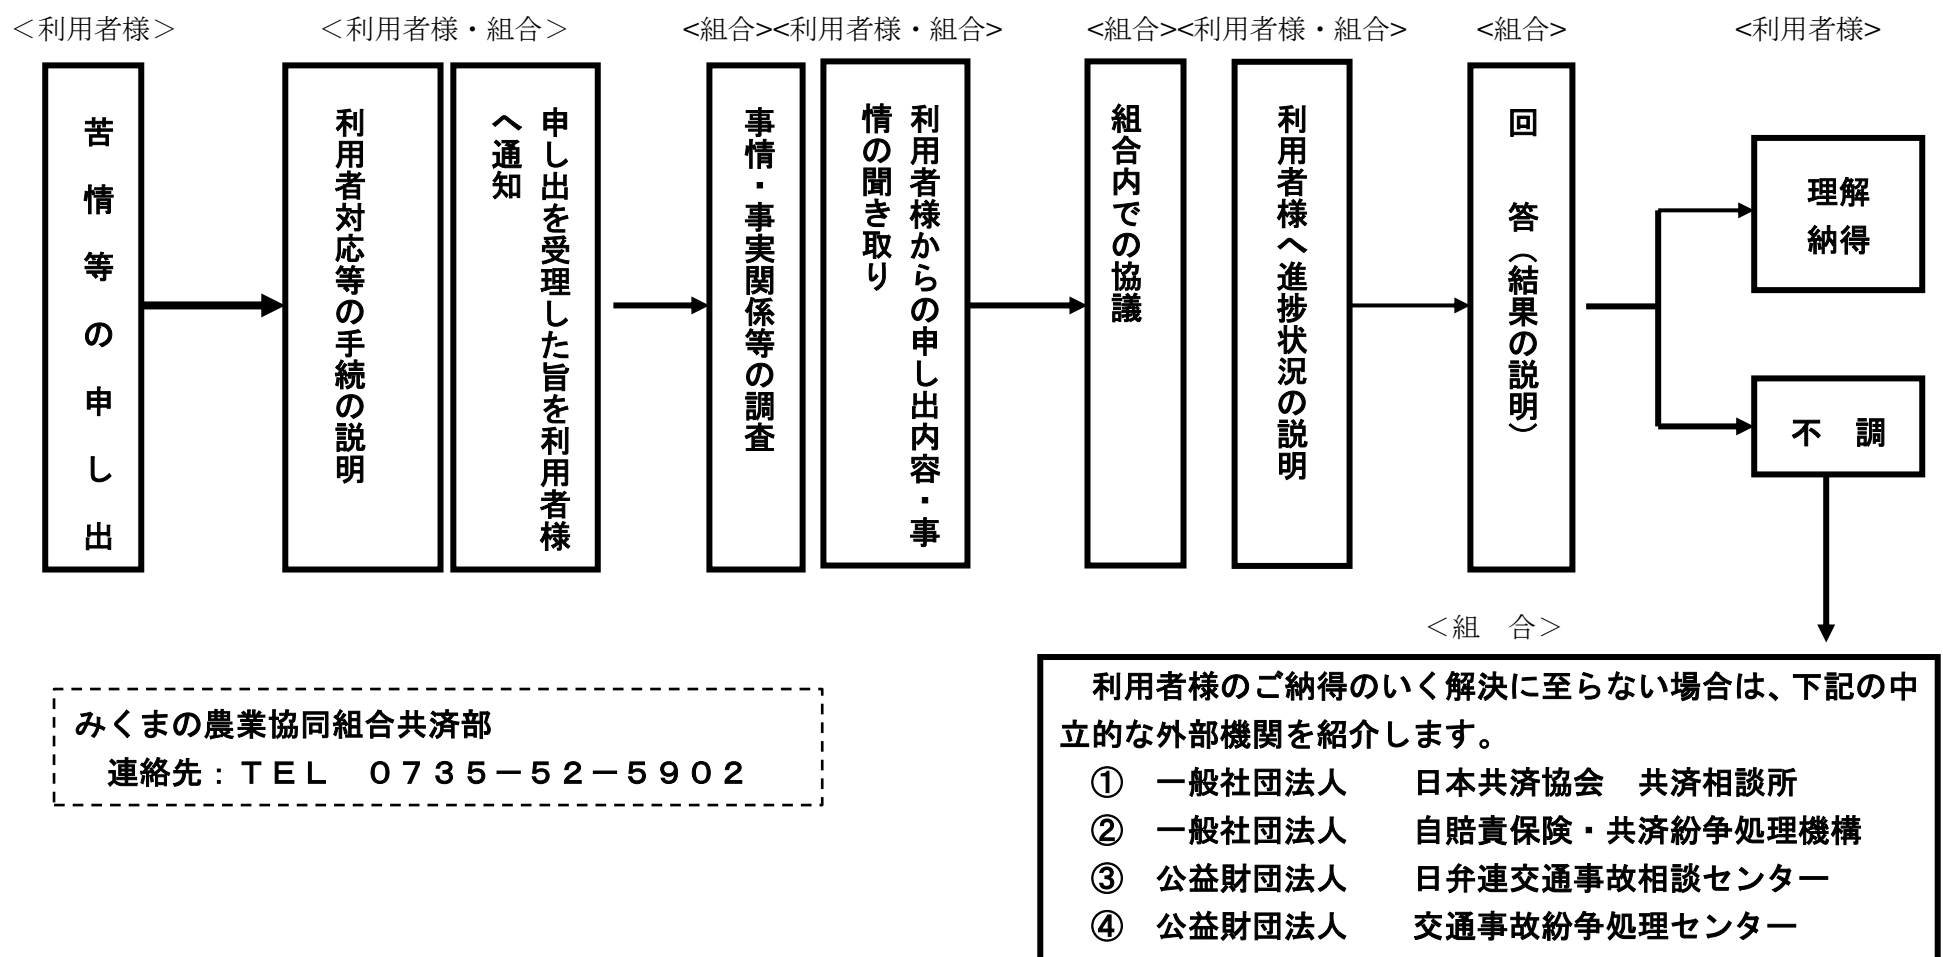 ＜利用者様＞
＜利用者様・組合＞
<組合><利用者様・組合>
<組合><利用者様・組合>
<組合>
<利用者様>
苦情等の申し出
利用者対応等の手続の説明
申し出を受理した旨を利用者様
へ通知
事情・事実関係等の調査
利用者様からの申し出内容・事
情の聞き取り
組合内での協議
利用者様へ進捗状況の説明
回　答（結果の説明）
理解
納得
不　調
＜組　合＞
利用者様のご納得のいく解決に至らない場合は、下記の中
立的な外部機関を紹介します。
①　一般社団法人　　日本共済協会　共済相談所
②　一般社団法人　　自賠責保険・共済紛争処理機構
③　公益財団法人　　日弁連交通事故相談センター
④　公益財団法人　　交通事故紛争処理センター
みくまの農業協同組合共済部
連絡先：ＴＥＬ　０７３５－５２－５９０２